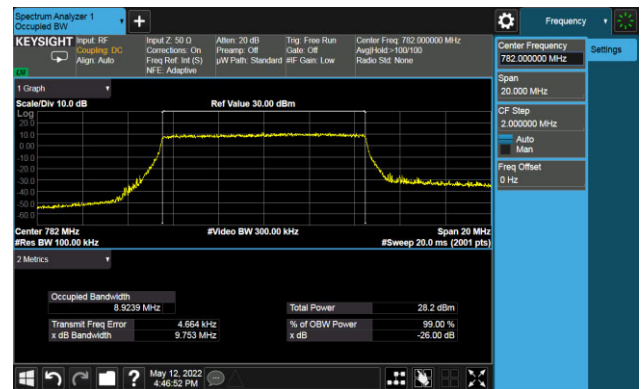 Spectrum Analyzer 1
Occupied BW
+
Frequency
KEYSIGHT
Input: RF
Coupling: DC
Align: Auto
Input Z: 50 Ω
Corrections: On
Freq Ref: Int (S)
NFE: Adaptive
Atten: 20 dB
Preamp: Off
µW Path: Standard
Trig: Free Run
Gate: Off
#IF Gain: Low
Center Freq: 782.000000 MHz
Avg|Hold:>100/100
Radio Std: None
Center Frequency
782.000000 MHz
Settings
Span
20.000 MHz
CF Step
2.000000 MHz
Auto
Man
Freq Offset
0 Hz
1 Graph
Scale/Div 10.0 dB
Ref Value 30.00 dBm
Log
20.0
10.0
0.00
-10.0
-20.0
-30.0
-40.0
-50.0
-60.0
Center 782 MHz
#Video BW 300.00 kHz
Span 20 MHz
#Res BW 100.00 kHz
#Sweep 20.0 ms (2001 pts)
2 Metrics
Occupied Bandwidth
8.9239 MHz
Total Power
28.2 dBm
Transmit Freq Error
4.664 kHz
% of OBW Power
99.00 %
x dB Bandwidth
9.753 MHz
x dB
-26.00 dB
?
May 12, 2022
4:46:52 PM